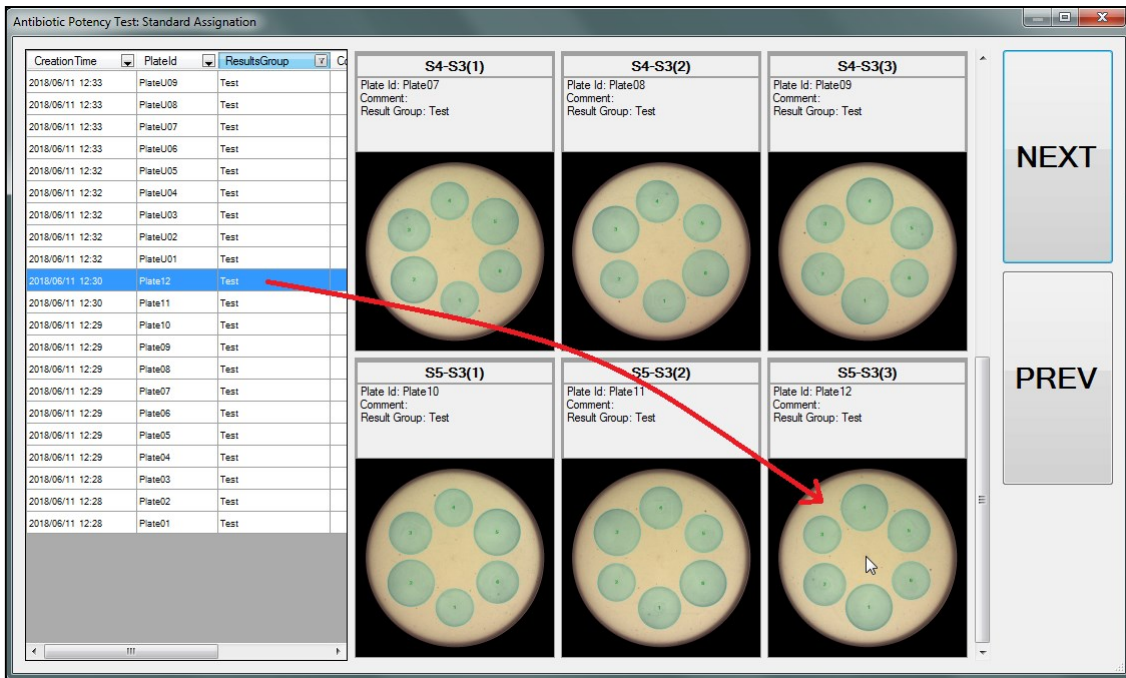 Antibiotic Potency Test: Standard Assignation
CreationTime PlateId ResultsGroup Co
2018/06/11 12:33 PlateU09 Test
2018/06/11 12:33 PlateU08 Test
2018/06/11 12:33 PlateU07 Test
2018/06/11 12:33 PlateU06 Test
2018/06/11 12:32 PlateU05 Test
2018/06/11 12:32 PlateU04 Test
2018/06/11 12:32 PlateU03 Test
2018/06/11 12:32 PlateU02 Test
2018/06/11 12:32 PlateU01 Test
2018/06/11 12:30 Plate12 Test
2018/06/11 12:30 Plate11 Test
2018/06/11 12:29 Plate10 Test
2018/06/11 12:29 Plate09 Test
2018/06/11 12:29 Plate08 Test
2018/06/11 12:29 Plate07 Test
2018/06/11 12:29 Plate06 Test
2018/06/11 12:29 Plate05 Test
2018/06/11 12:29 Plate04 Test
2018/06/11 12:28 Plate03 Test
2018/06/11 12:28 Plate02 Test
2018/06/11 12:28 Plate01 Test
S4-S3(1)
Plate Id: Plate07
Comment:
Result Group: Test
S4-S3(2)
Plate Id: Plate08
Comment:
Result Group: Test
S4-S3(3)
Plate Id: Plate09
Comment:
Result Group: Test
S5-S3(1)
Plate Id: Plate10
Comment:
Result Group: Test
S5-S3(2)
Plate Id: Plate11
Comment:
Result Group: Test
S5-S3(3)
Plate Id: Plate12
Comment:
Result Group: Test
NEXT
PREV